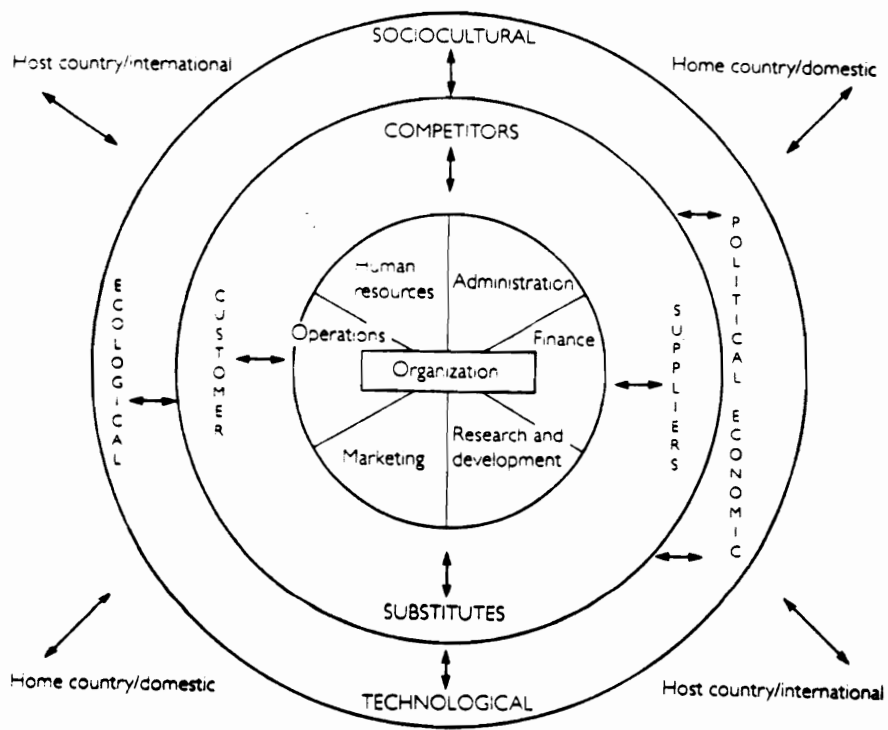 SOCIOCULTURAL
Host country/international
Home country/domestic
COMPETITORS
Human
resources
Administration
ECOLOGICAL
CUSTOMER
Operations
Finance
Organization
SUPPLIERS
POLITICAL ECONOMIC
Marketing
Research and
development
SUBSTITUTES
Home country/domestic
Host country/international
TECHNOLOGICAL